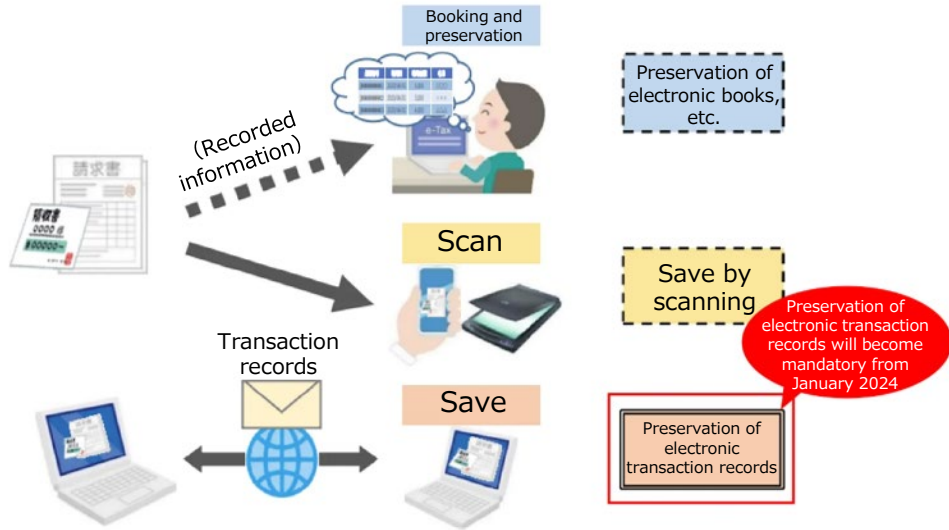 Booking and
preservation
Preservation of
electronic books,
etc.
e-Tax
(Recorded
information)
請求書
領収書
0000 様
Scan
Save by
scanning
Preservation of
electronic transaction
records will become
mandatory from
January 2024
Transaction
records
Save
Preservation of
electronic
transaction records